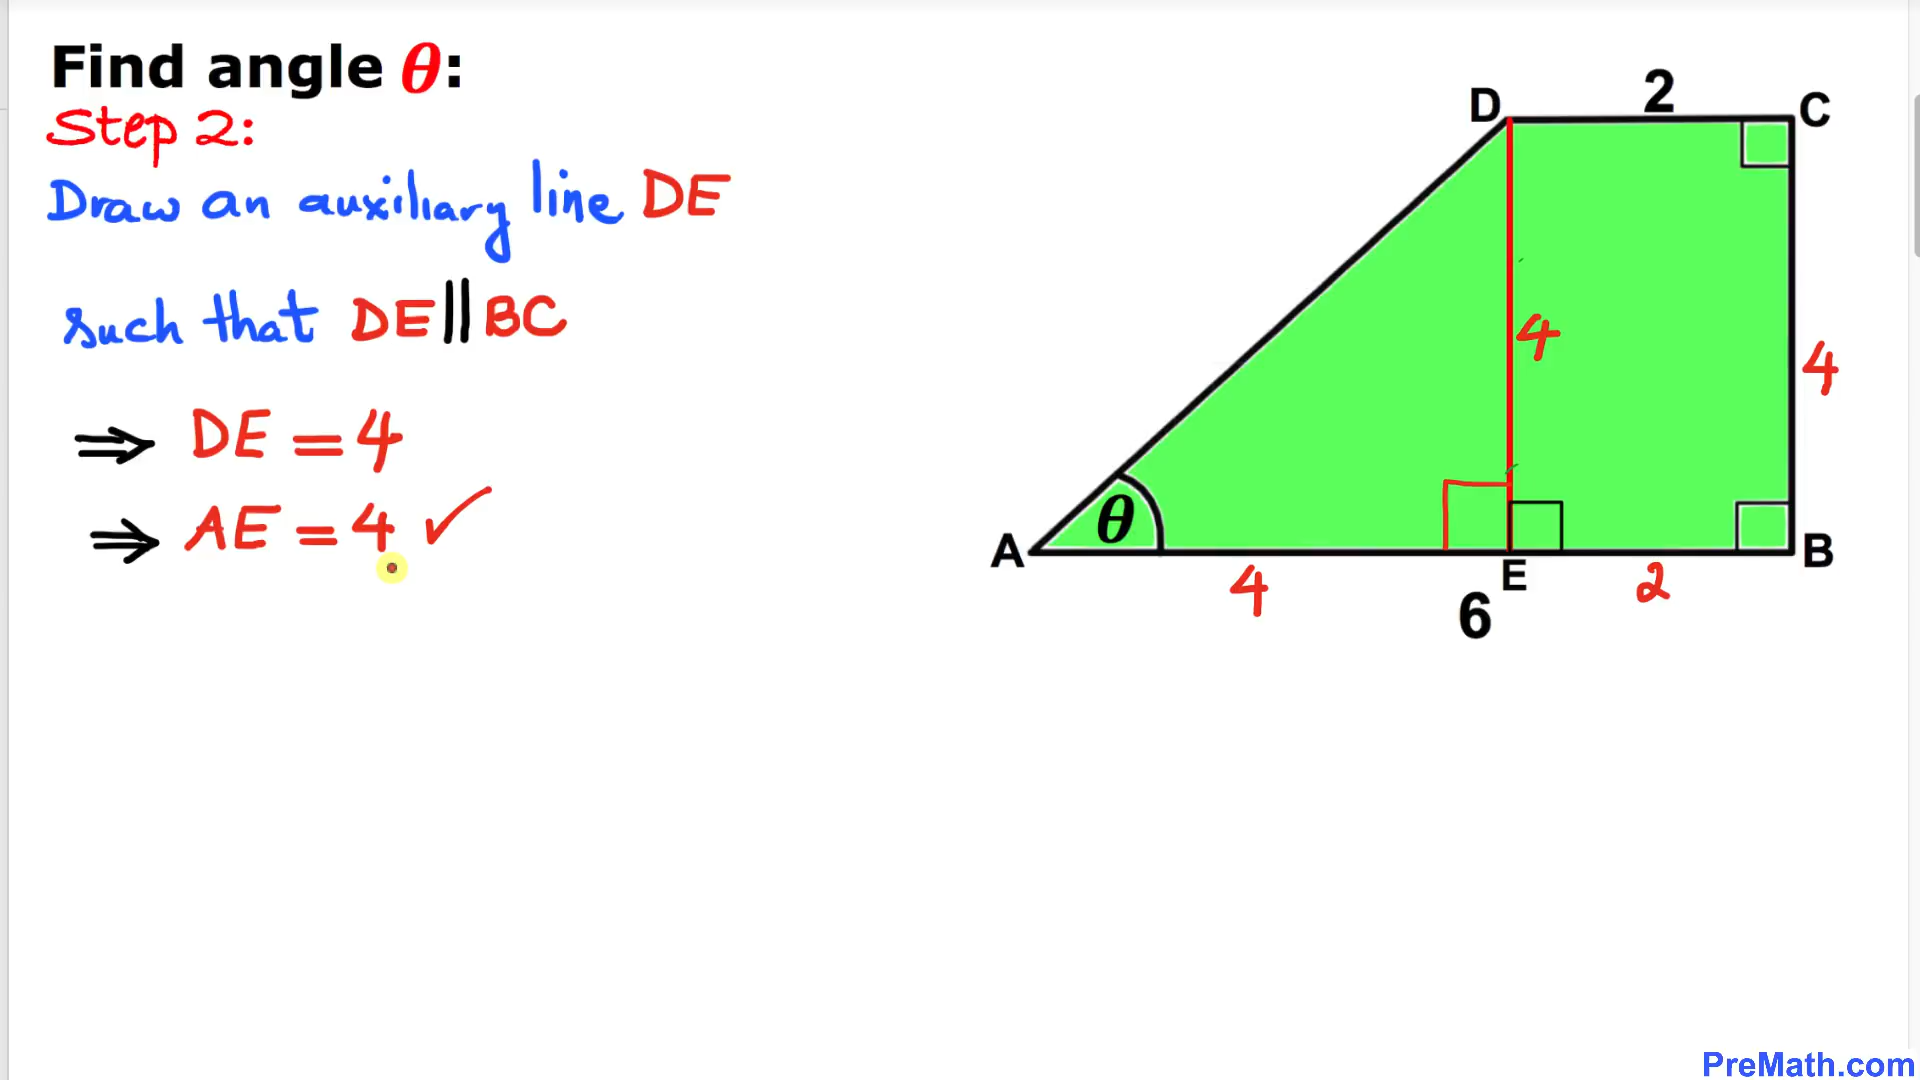 Find angle θ:
Step 2:
Draw an auxiliary line DE
such that DE||BC
⇒ DE = 4
⇒ AE = 4 ✓
D
2
C
4
4
θ
A
B
E
4
2
6
PreMath.com